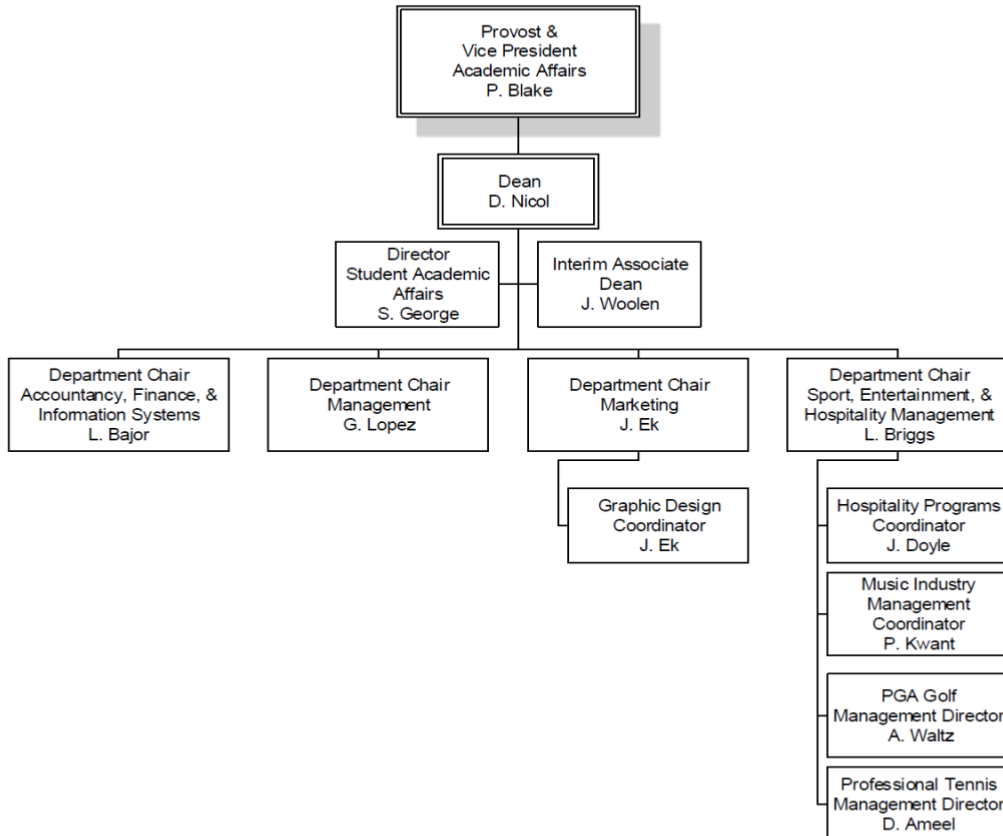 Provost &
Vice President
Academic Affairs
P. Blake
Dean
D. Nicol
Director
Student Academic
Affairs
S. George
Interim Associate
Dean
J. Woolen
Department Chair
Accountancy, Finance, &
Information Systems
L. Bajor
Department Chair
Management
G. Lopez
Department Chair
Marketing
J. Ek
Department Chair
Sport, Entertainment, &
Hospitality Management
L. Briggs
Graphic Design
Coordinator
J. Ek
Hospitality Programs
Coordinator
J. Doyle
Music Industry
Management
Coordinator
P. Kwant
PGA Golf
Management Director
A. Waltz
Professional Tennis
Management Director
D. Ameel